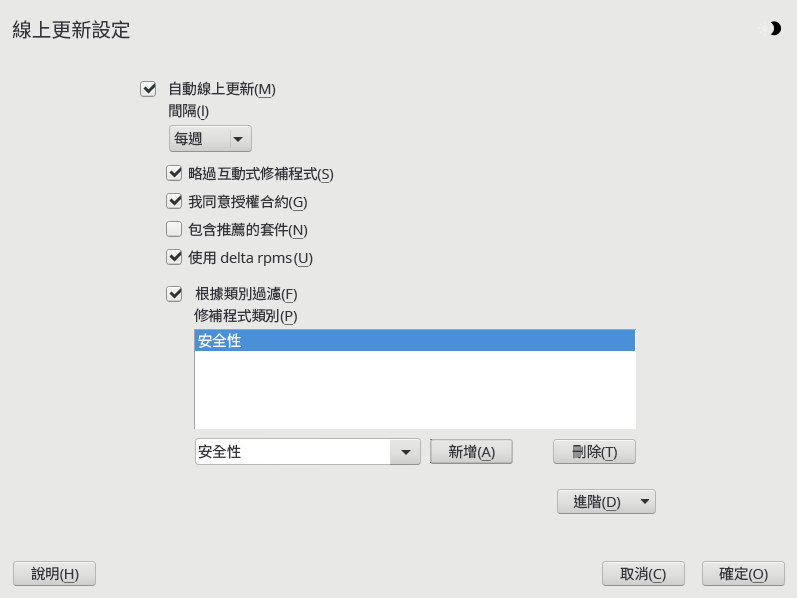 線上更新設定
自動線上更新(M)
間隔(I)
每週
略過互動式修補程式(S)
我同意授權合約(G)
包含推薦的套件(N)
使用 delta rpms(U)
根據類別過濾(F)
修補程式類別(P)
安全性
安全性
新增(A)
刪除(T)
進階(D)
說明(H)
取消(C)
確定(O)